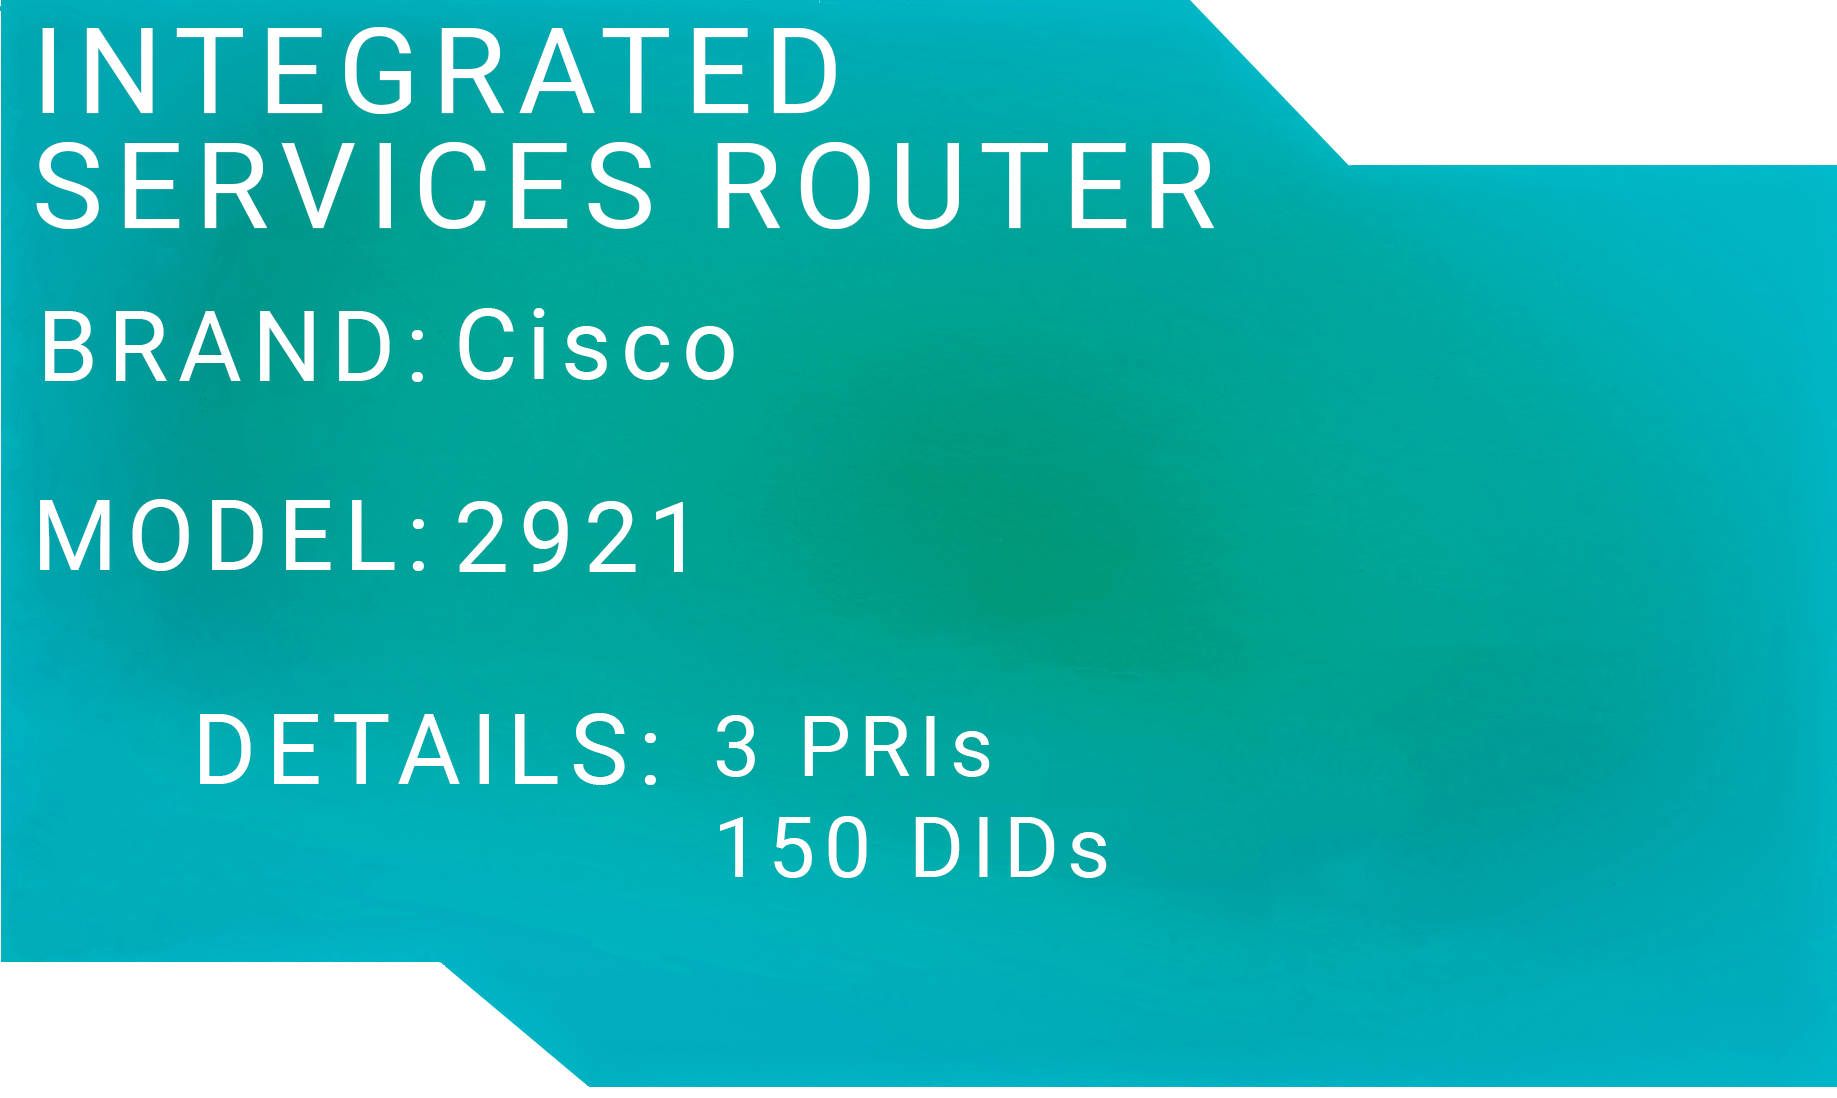 INTEGRATED
SERVICES ROUTER
BRAND: Cisco
MODEL: 2921
DETAILS: 3 PRIs
150 DIDs